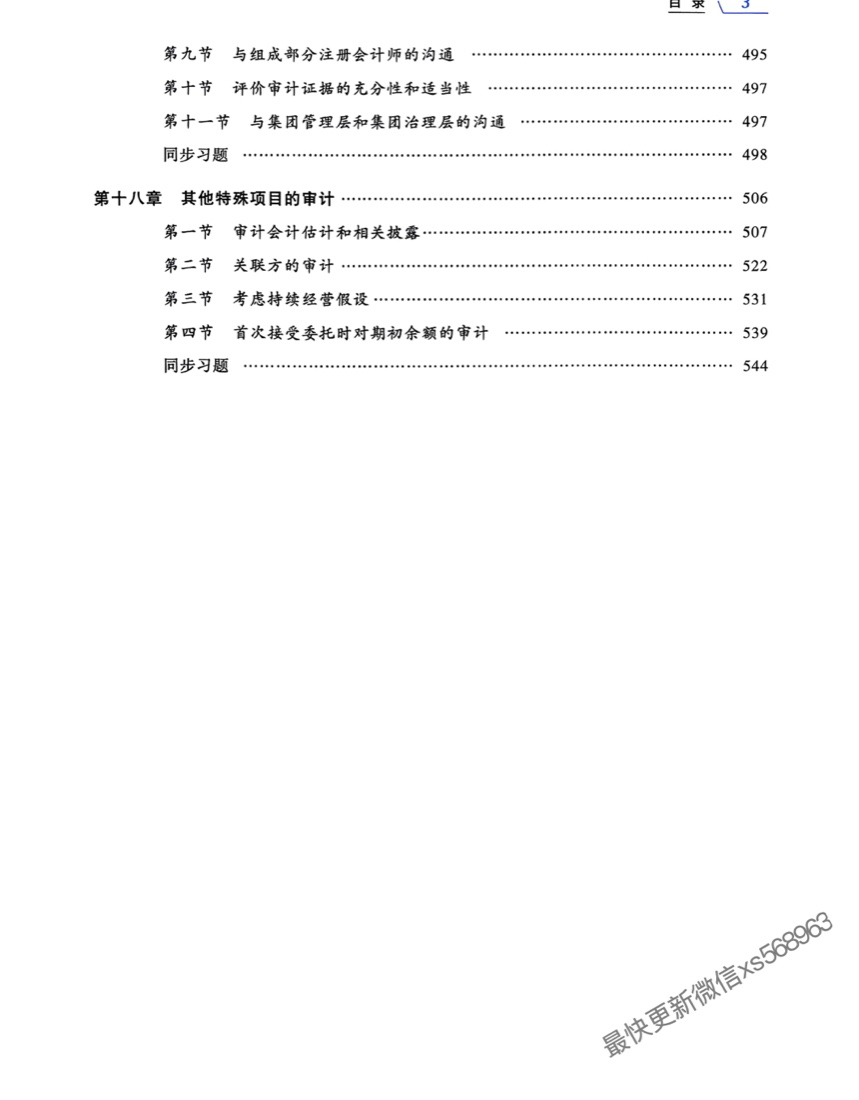 目 录 3
第九节 与组成部分注册会计师的沟通 …………………………………………… 495
第十节 评价审计证据的充分性和适当性 ………………………………………… 497
第十一节 与集团管理层和集团治理层的沟通 …………………………………… 497
同步习题 …………………………………………………………………………… 498
第十八章 其他特殊项目的审计 …………………………………………………… 506
第一节 审计会计估计和相关披露 ………………………………………………… 507
第二节 关联方的审计 ……………………………………………………………… 522
第三节 考虑持续经营假设 ………………………………………………………… 531
第四节 首次接受委托时对期初余额的审计 ……………………………………… 539
同步习题 …………………………………………………………………………… 544
最快更新微信xs568963